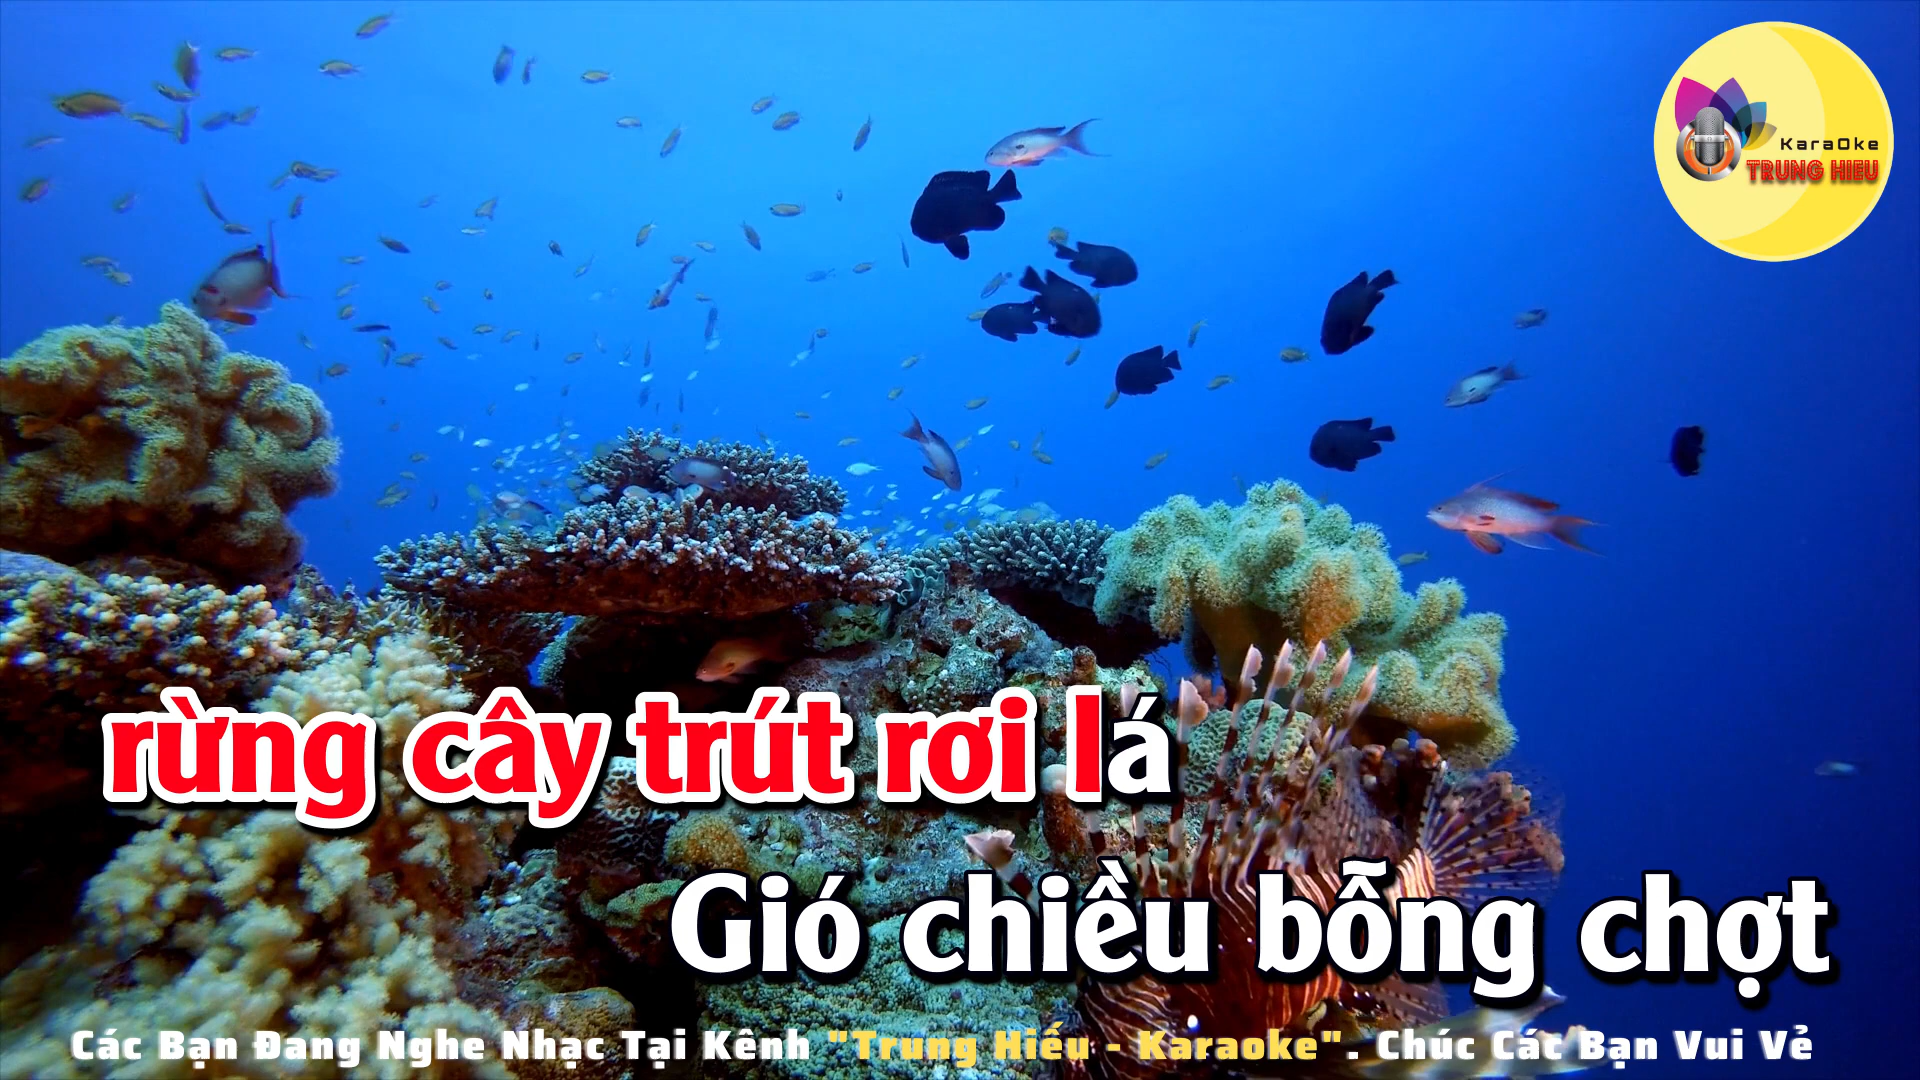 KaraOke
TRUNG HIEU
rừng cây trút rơi lá
Gió chiều bỗng chợt
Các Bạn Đang Nghe Nhạc Tại Kênh "Trung Hiếu - Karaoke". Chúc Các Bạn Vui Vẻ